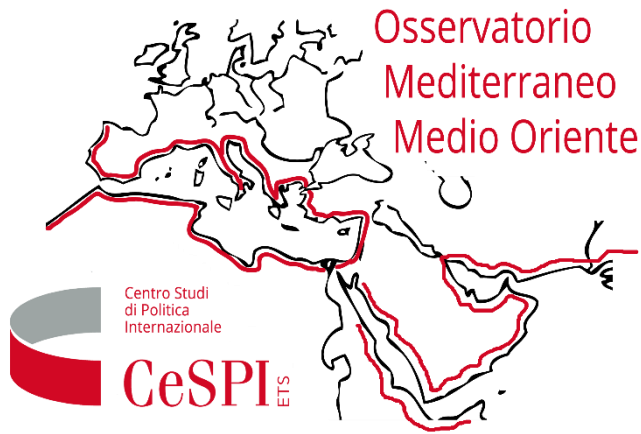 Osservatorio
Mediterraneo
Medio Oriente
Centro Studi
di Politica
Internazionale
CeSPI ETS